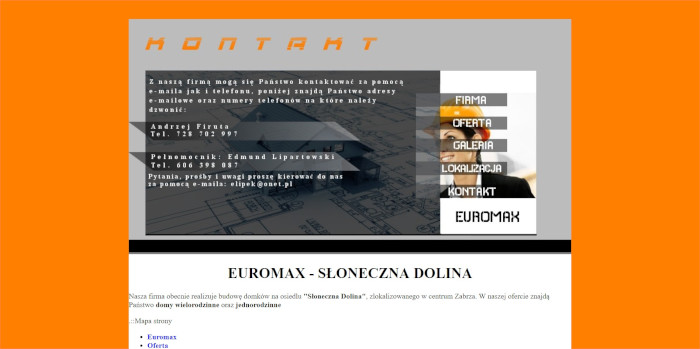 KONTAKT
Z naszą firmą mogą się Państwo kontaktować za pomocą
e-maila jak i telefonu, poniżej znajdą Państwo adresy
e-mailowe oraz numery telefonów na które należy
dzwonić:
Andrzej Firuta
Tel. 728 702 997
Pełnomocnik: Edmund Lipartowski
Tel. 606 398 087
Pytania, prośby i uwagi proszę kierować do nas
za pomocą e-maila: elipek@onet.pl
FIRMA
OFERTA
GALERIA
LOKALIZACJA
KONTAKT
EUROMAX
EUROMAX - SŁONECZNA DOLINA
Nasza firma obecnie realizuje budowę domków na osiedlu "Słoneczna Dolina", zlokalizowanego w centrum Zabrza. W naszej ofercie znajdą
Państwo domy wielorodzinne oraz jednorodzinne
.::Mapa strony
Euromax
Oferta